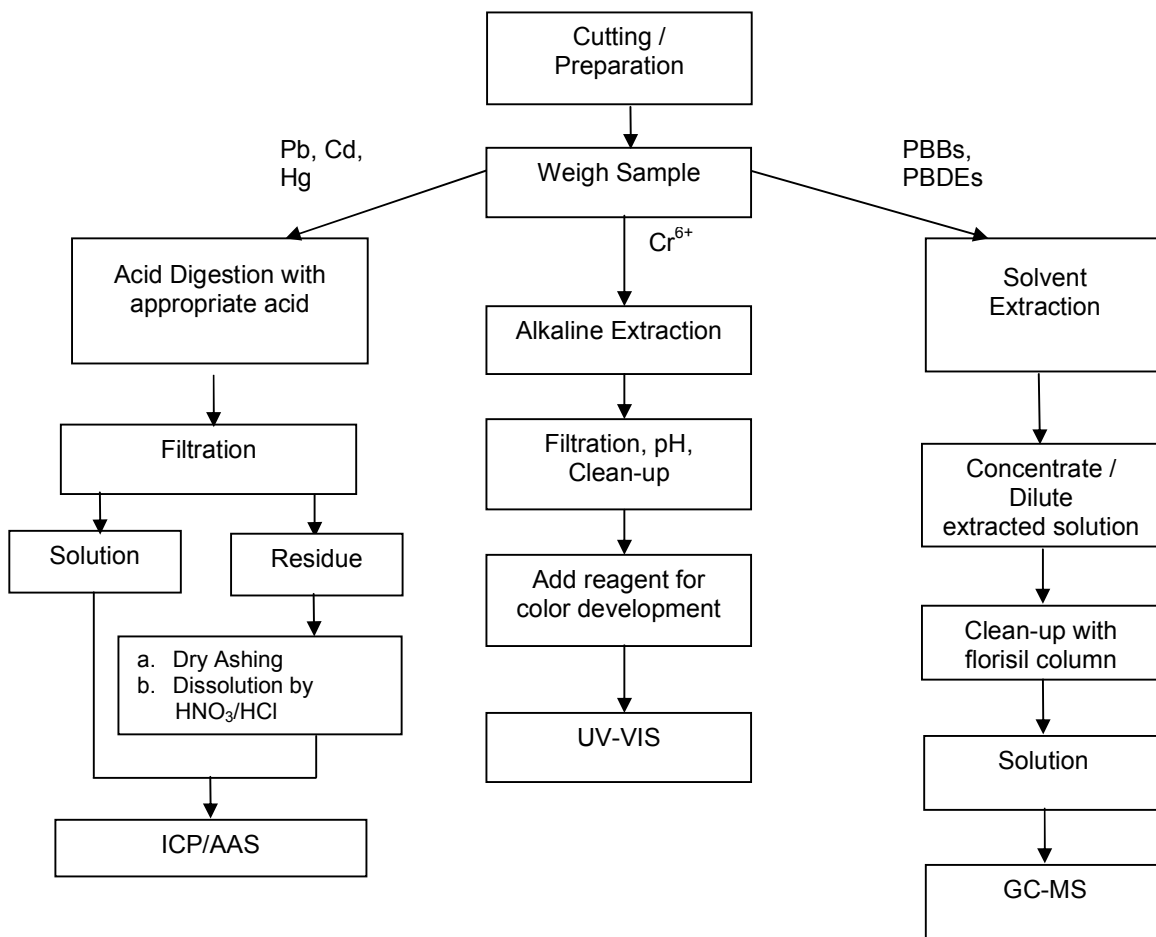 Cutting /
Preparation
Pb, Cd,
Hg
Weigh Sample
PBBs,
PBDEs
Cr⁶⁺
Acid Digestion with
appropriate acid
Alkaline Extraction
Solvent
Extraction
Filtration
Filtration, pH,
Clean-up
Concentrate /
Dilute
extracted solution
Solution
Residue
Add reagent for
color development
Clean-up with
florisil column
a. Dry Ashing
b. Dissolution by
HNO₃/HCl
UV-VIS
Solution
ICP/AAS
GC-MS